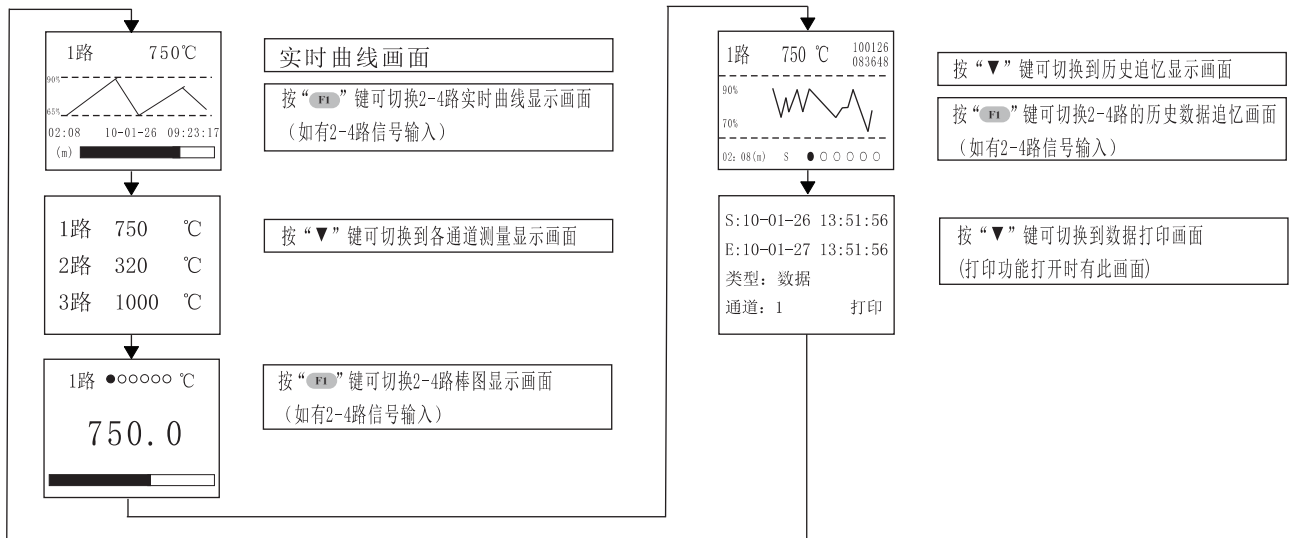 1路 750℃
90%
65%
02:08 10-01-26 09:23:17
(m)
实时曲线画面
按“F1”键可切换2-4路实时曲线显示画面
（如有2-4路信号输入）
1路 750 ℃
2路 320 ℃
3路 1000 ℃
按“▼”键可切换到各通道测量显示画面
1路 ●○○○○○ ℃
750.0
按“F1”键可切换2-4路棒图显示画面
（如有2-4路信号输入）
1路 750 ℃ 100126
083648
90%
70%
02: 08(m) S ●○○○○○
按“▼”键可切换到历史追忆显示画面
按“F1”键可切换2-4路的历史数据追忆画面
（如有2-4路信号输入）
S:10-01-26 13:51:56
E:10-01-27 13:51:56
类型: 数据
通道: 1 打印
按“▼”键可切换到数据打印画面
(打印功能打开时有此画面)